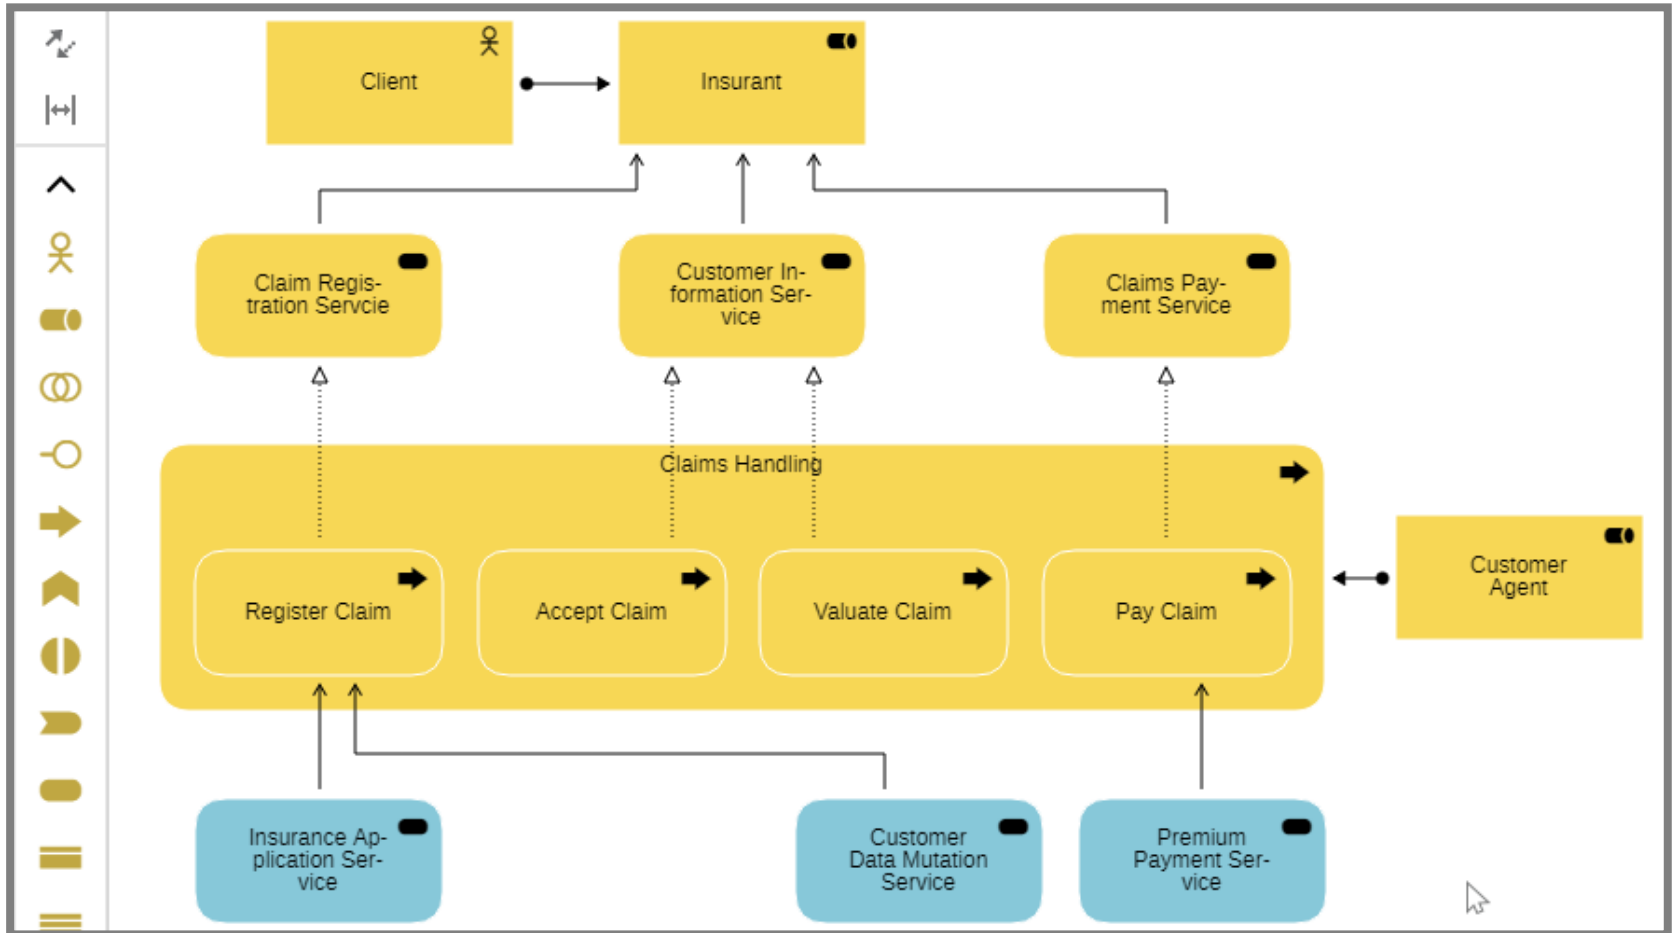 Client
Insurant
Claim Regis-
tration Servcie
Customer In-
formation Ser-
vice
Claims Pay-
ment Service
Claims Handling
Register Claim
Accept Claim
Valuate Claim
Pay Claim
Customer
Agent
Insurance Ap-
plication Ser-
vice
Customer
Data Mutation
Service
Premium
Payment Ser-
vice